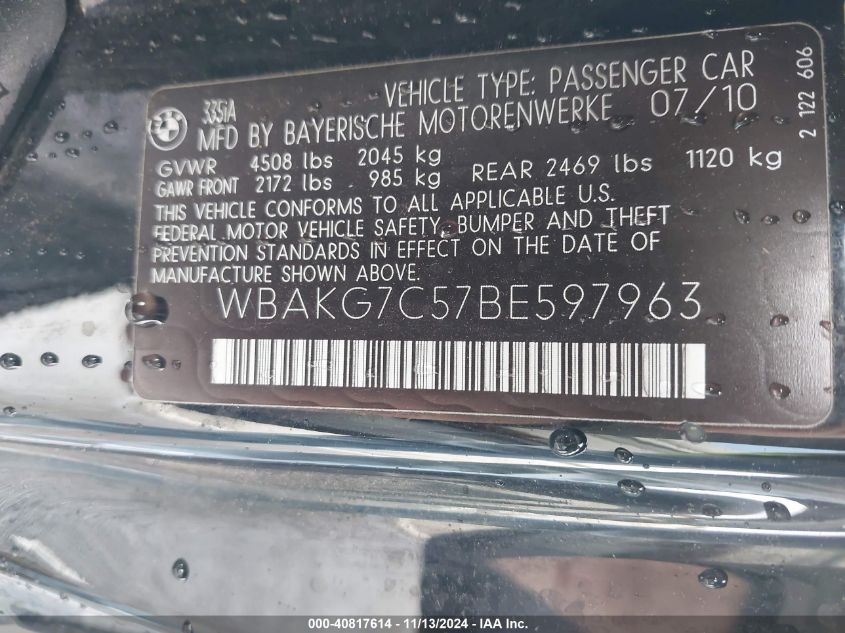 BMW
335iA
VEHICLE TYPE: PASSENGER CAR
MFD BY BAYERISCHE MOTORENWERKE 07/10
GVWR 4508 lbs 2045 kg
GAWR FRONT 2172 lbs 985 kg REAR 2469 lbs 1120 kg
THIS VEHICLE CONFORMS TO ALL APPLICABLE U.S.
FEDERAL MOTOR VEHICLE SAFETY, BUMPER AND THEFT
PREVENTION STANDARDS IN EFFECT ON THE DATE OF
MANUFACTURE SHOWN ABOVE.
WBAKG7C57BE597963
2 122 606
000-40817614 - 11/13/2024 - IAA Inc.